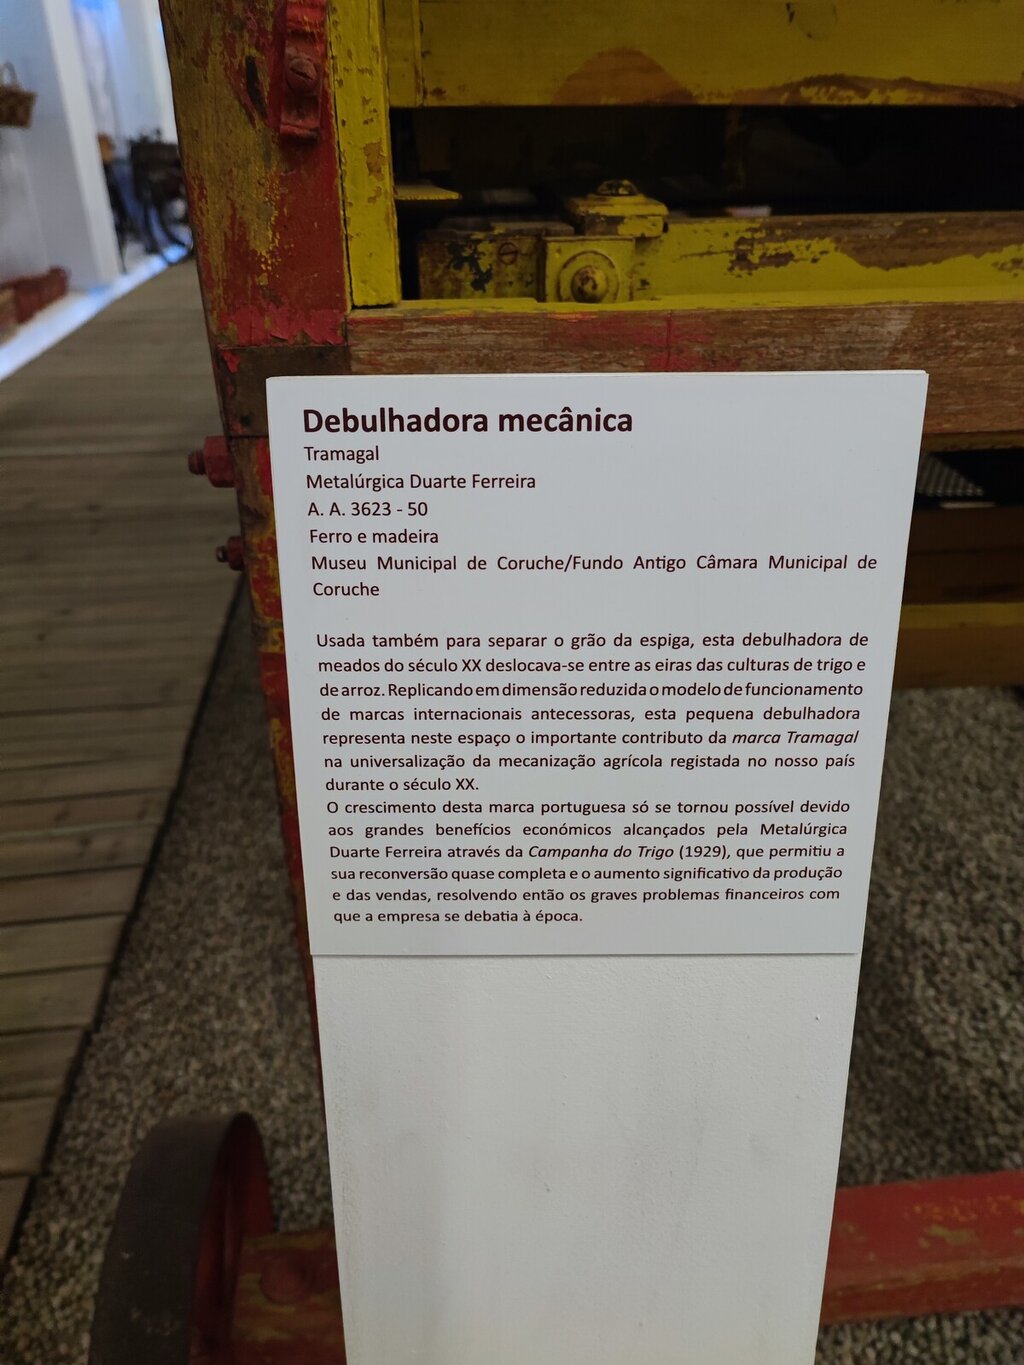 Debulhadora mecânica
Tramagal
Metalúrgica Duarte Ferreira
A. A. 3623 - 50
Ferro e madeira
Museu Municipal de Coruche/Fundo Antigo Câmara Municipal de
Coruche
Usada também para separar o grão da espiga, esta debulhadora de
meados do século XX deslocava-se entre as eiras das culturas de trigo e
de arroz. Replicando em dimensão reduzida o modelo de funcionamento
de marcas internacionais antecessoras, esta pequena debulhadora
representa neste espaço o importante contributo da marca Tramagal
na universalização da mecanização agrícola registada no nosso país
durante o século XX.
O crescimento desta marca portuguesa só se tornou possível devido
aos grandes benefícios económicos alcançados pela Metalúrgica
Duarte Ferreira através da Campanha do Trigo (1929), que permitiu a
sua reconversão quase completa e o aumento significativo da produção
e das vendas, resolvendo então os graves problemas financeiros com
que a empresa se debatia à época.